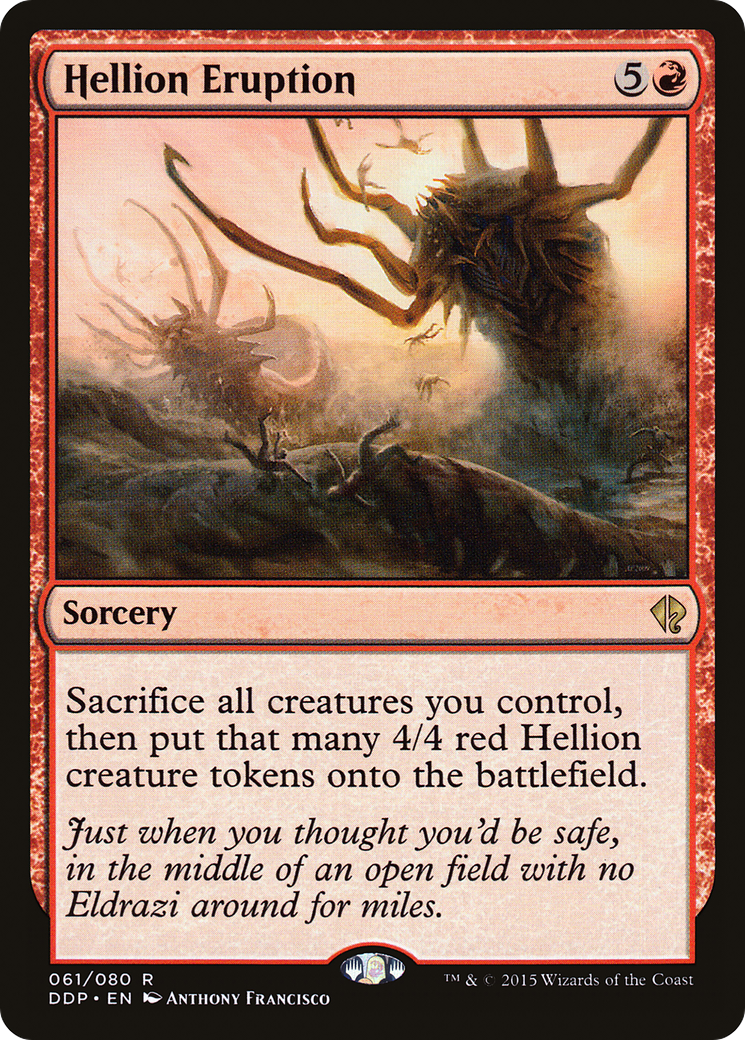 Hellion Eruption
5
Sorcery
Sacrifice all creatures you control,
then put that many 4/4 red Hellion
creature tokens onto the battlefield.
Just when you thought you'd be safe,
in the middle of an open field with no
Eldrazi around for miles.
061/080 R
DDP • EN Anthony Francisco
™ & © 2015 Wizards of the Coast